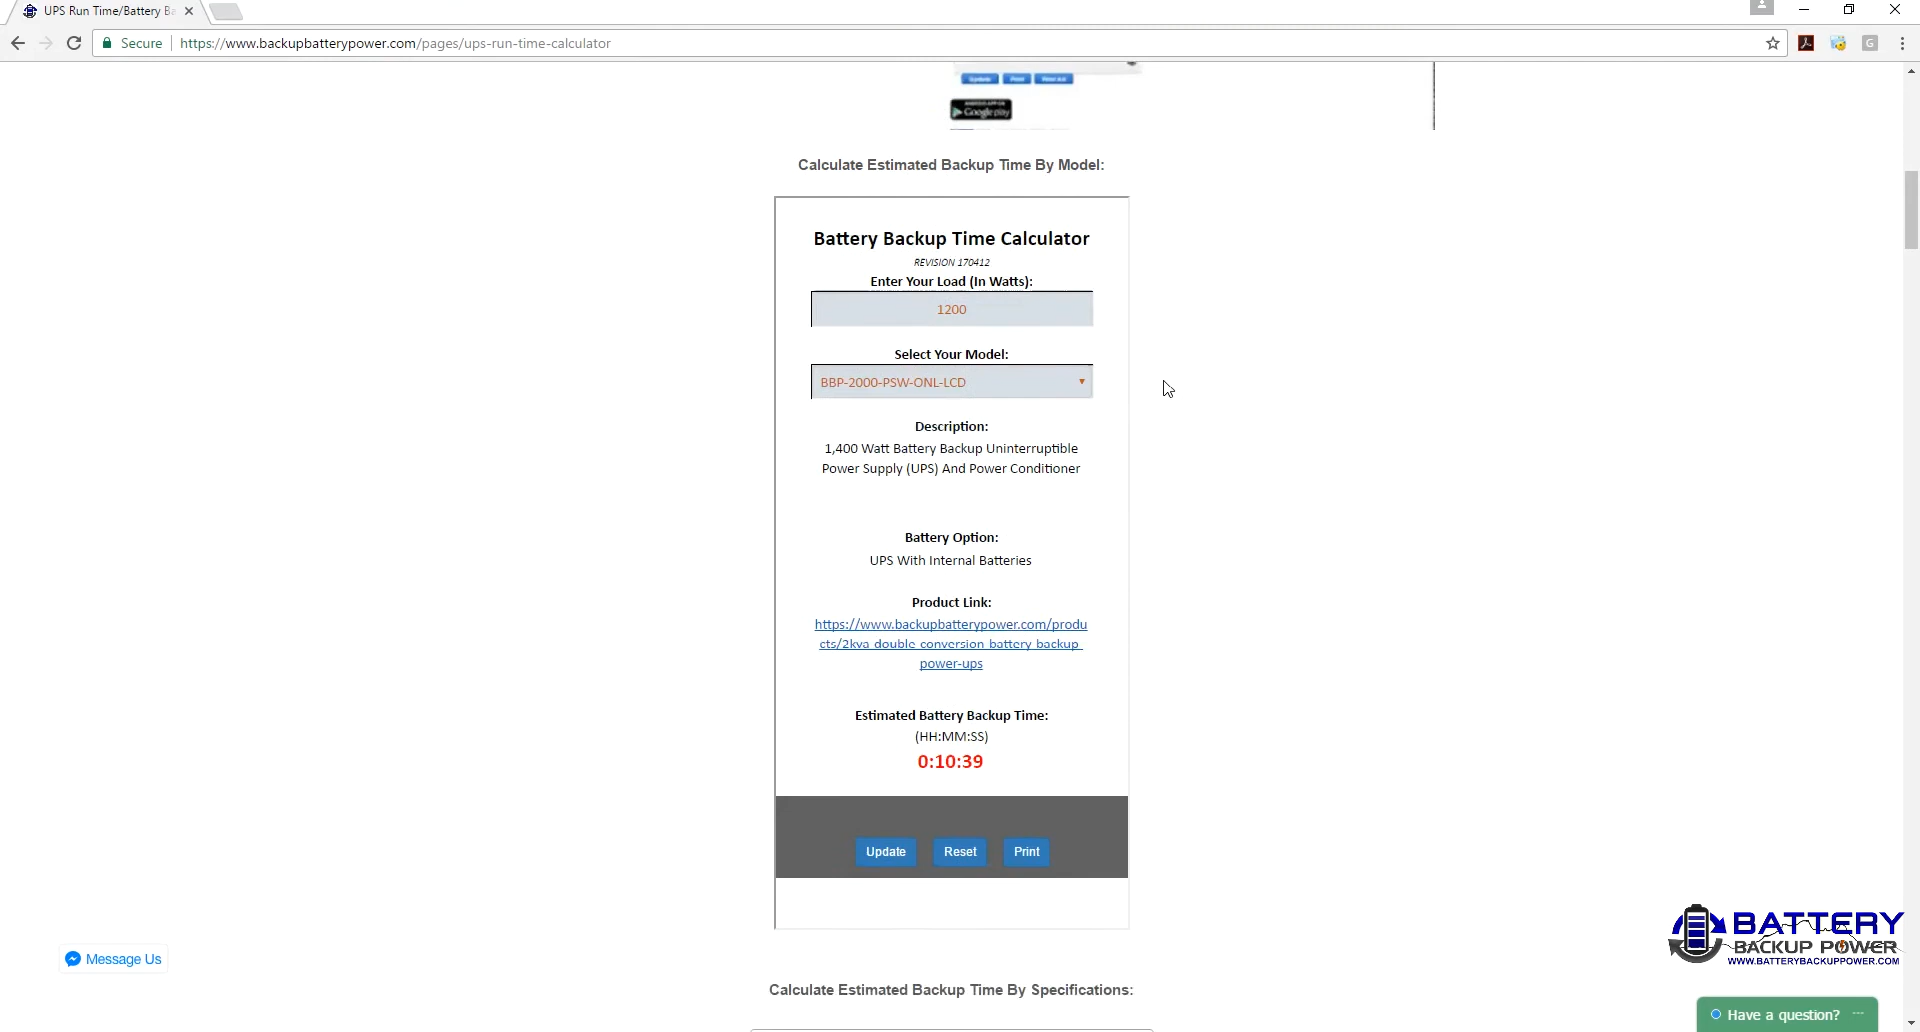 UPS Run Time/Battery Ba
Secure
https://www.backupbatterypower.com/pages/ups-run-time-calculator
G
Update Print
Google play
Calculate Estimated Backup Time By Model:
Battery Backup Time Calculator
REVISION 170412
Enter Your Load (In Watts):
1200
Select Your Model:
BBP-2000-PSW-ONL-LCD
Description:
1,400 Watt Battery Backup Uninterruptible
Power Supply (UPS) And Power Conditioner
Battery Option:
UPS With Internal Batteries
Product Link:
https://www.backupbatterypower.com/produ
cts/2kva-double-conversion-battery-backup-
power-ups
Estimated Battery Backup Time:
(HH:MM:SS)
0:10:39
Update Reset Print
BATTERY
BACKUP POWER
WWW.BATTERYBACKUPPOWER.COM
Message Us
Calculate Estimated Backup Time By Specifications:
Have a question?